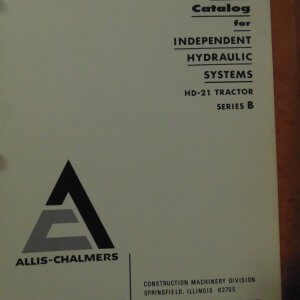 Catalog
for
INDEPENDENT
HYDRAULIC
SYSTEMS
HD-21 TRACTOR
SERIES B
ALLIS-CHALMERS
CONSTRUCTION MACHINERY DIVISION
SPRINGFIELD, ILLINOIS 62705